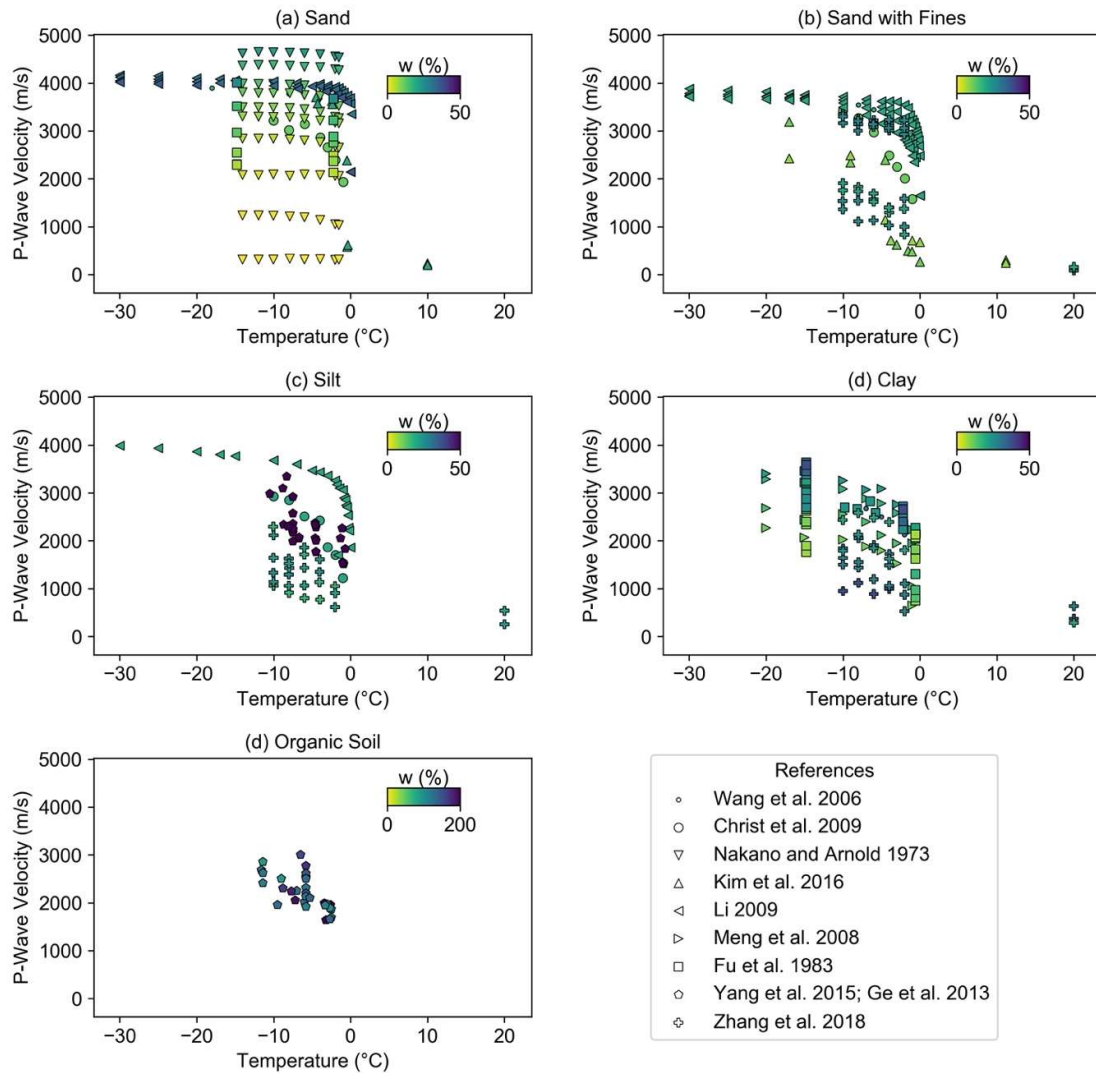 (a) Sand
P-Wave Velocity (m/s)
5000
4000
3000
2000
1000
0
w (%)
0 50
−30 −20 −10 0 10 20
Temperature (°C)
(b) Sand with Fines
P-Wave Velocity (m/s)
5000
4000
3000
2000
1000
0
w (%)
0 50
−30 −20 −10 0 10 20
Temperature (°C)
(c) Silt
P-Wave Velocity (m/s)
5000
4000
3000
2000
1000
0
w (%)
0 50
−30 −20 −10 0 10 20
Temperature (°C)
(d) Clay
P-Wave Velocity (m/s)
5000
4000
3000
2000
1000
0
w (%)
0 50
−30 −20 −10 0 10 20
Temperature (°C)
(d) Organic Soil
P-Wave Velocity (m/s)
5000
4000
3000
2000
1000
0
w (%)
0 200
−30 −20 −10 0 10 20
Temperature (°C)
References
Wang et al. 2006
Christ et al. 2009
Nakano and Arnold 1973
Kim et al. 2016
Li 2009
Meng et al. 2008
Fu et al. 1983
Yang et al. 2015; Ge et al. 2013
Zhang et al. 2018